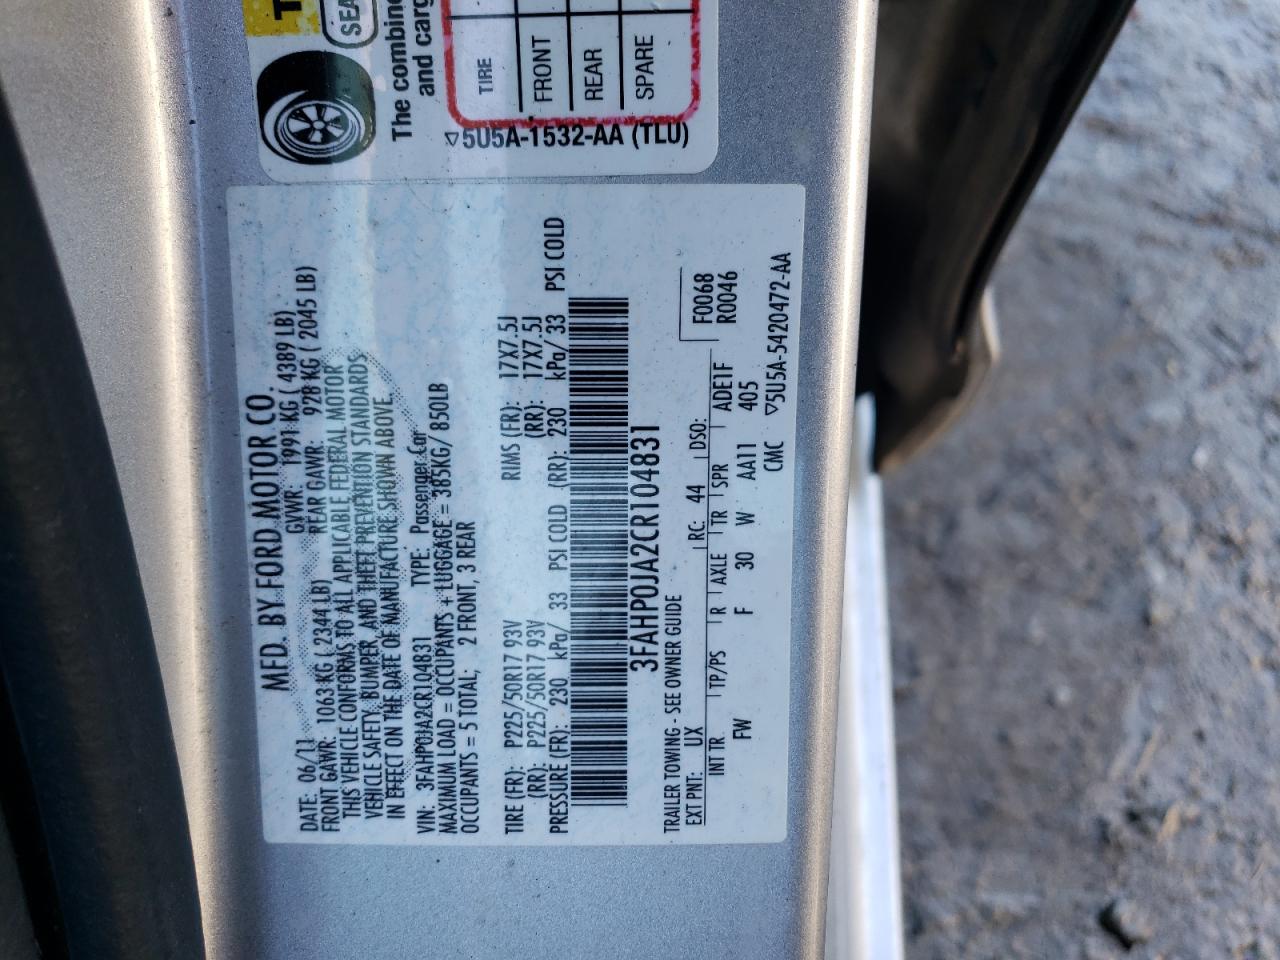 T
SEA
The combine
and carg
TIRE
FRONT
REAR
SPARE
▽5U5A-1532-AA (TLU)
MFD. BY FORD MOTOR CO.
DATE: 06/11 GVWR: 1991 KG ( 4389 LB)
FRONT GAWR: 1063 KG ( 2344 LB) REAR GAWR: 928 KG ( 2045 LB)
THIS VEHICLE CONFORMS TO ALL APPLICABLE FEDERAL MOTOR
VEHICLE SAFETY, BUMPER, AND THEFT PREVENTION STANDARDS
IN EFFECT ON THE DATE OF MANUFACTURE SHOWN ABOVE.
VIN: 3FAHP0JA2CR104831 TYPE: Passenger Car
MAXIMUM LOAD = OCCUPANTS + LUGGAGE = 385KG/ 850LB
OCCUPANTS = 5 TOTAL; 2 FRONT, 3 REAR
TIRE (FR): P225/50R17 93V RIMS (FR): 17X7.5J
(RR): P225/50R17 93V (RR): 17X7.5J
PRESSURE (FR): 230 kPa/ 33 PSI COLD (RR): 230 kPa/ 33 PSI COLD
3FAHP0JA2CR104831
TRAILER TOWING - SEE OWNER GUIDE
F0068
R0046
EXT PNT: UX RC: 44 DSO:
INT TR TP/PS R AXLE TR SPR ADE1F
FW F 30 W AA11 405
CMC ▽5U5A-5420472-AA